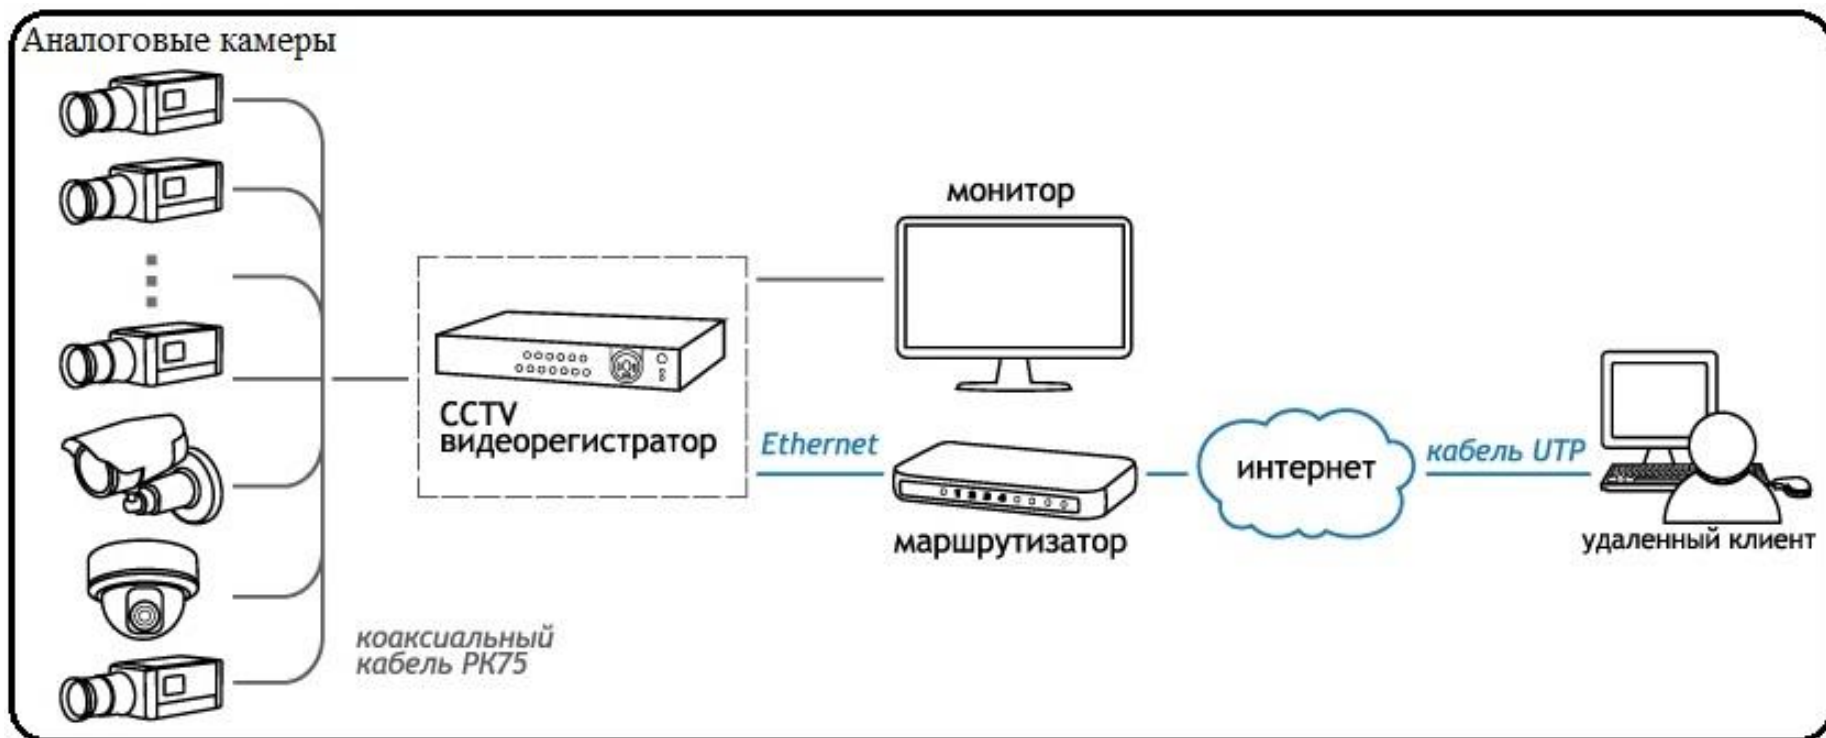 Аналоговые камеры
монитор
CCTV
видеорегистратор
Ethernet
маршрутизатор
интернет
кабель UTP
удаленный клиент
коаксиальный
кабель РК75